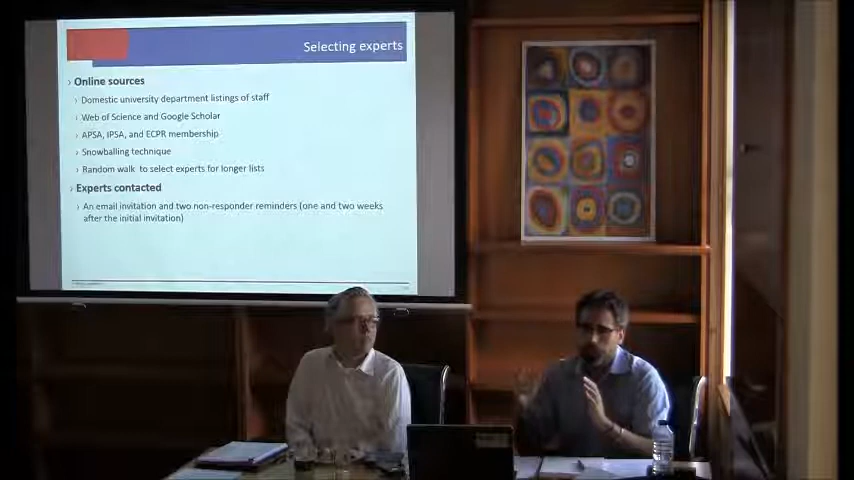 Selecting experts
› Online sources
› Domestic university department listings of staff
› Web of Science and Google Scholar
› APSA, IPSA, and ECPR membership
› Snowballing technique
› Random walk to select experts for longer lists
› Experts contacted
› An email invitation and two non-responder reminders (one and two weeks
after the initial invitation)